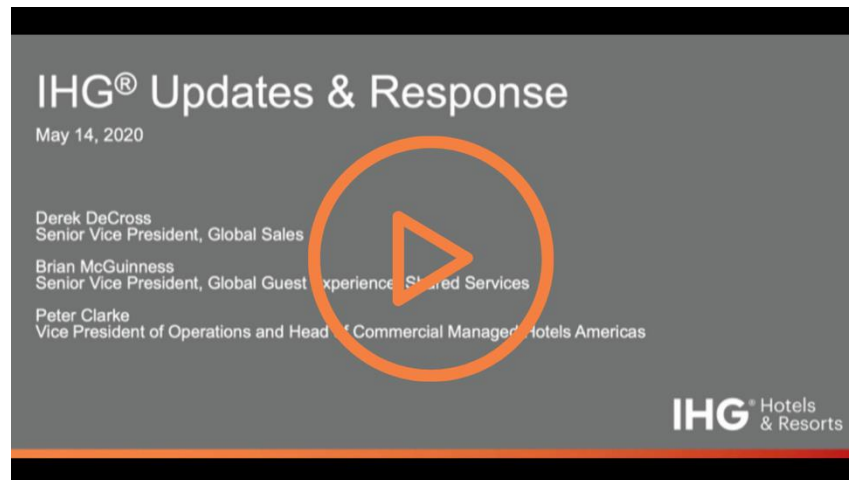 IHG® Updates & Response
May 14, 2020
Derek DeCross
Senior Vice President, Global Sales
Brian McGuinness
Senior Vice President, Global Guest Experience, Shared Services
Peter Clarke
Vice President of Operations and Head of Commercial Managed Hotels Americas
IHG® Hotels
& Resorts